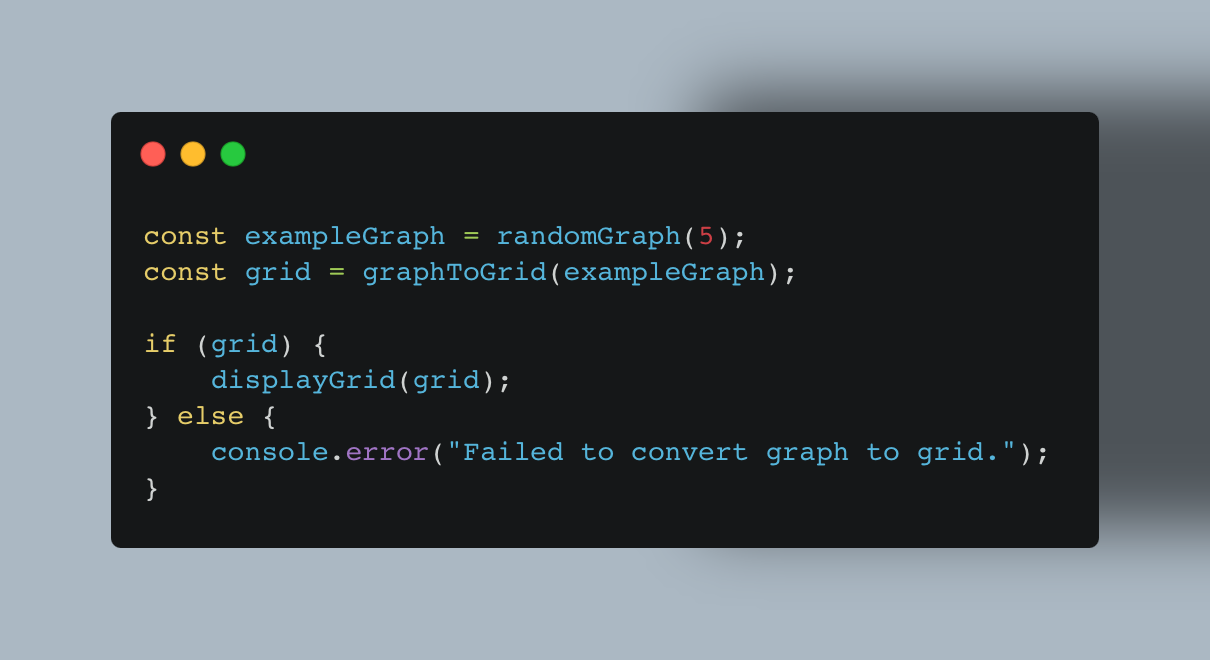 const exampleGraph = randomGraph(5);
const grid = graphToGrid(exampleGraph);

if (grid) {
    displayGrid(grid);
} else {
    console.error("Failed to convert graph to grid.");
}